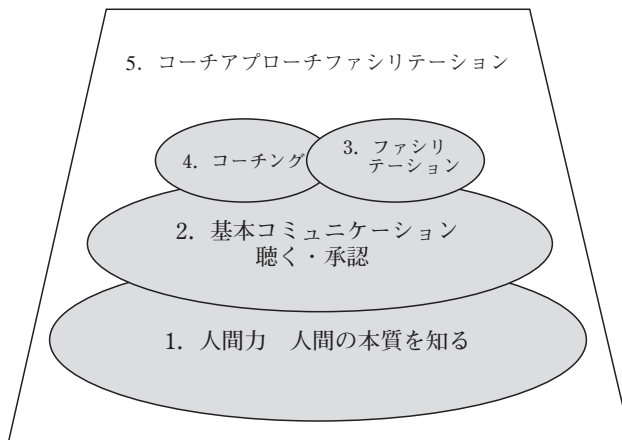 5. コーチアプローチファシリテーション
4. コーチング
3. ファシリ
テーション
2. 基本コミュニケーション
聴く・承認
1. 人間力　人間の本質を知る